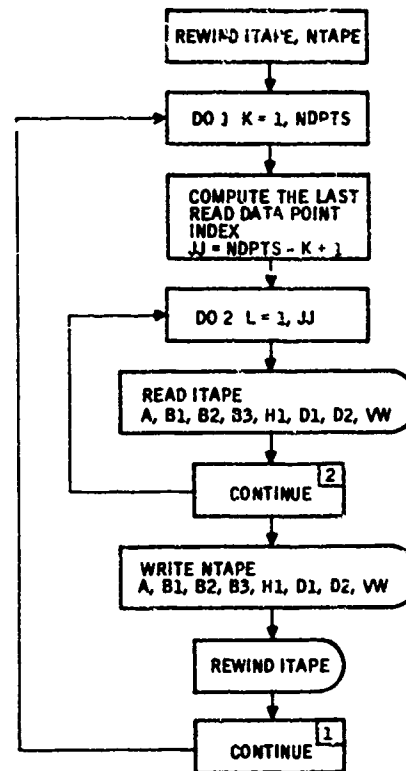 REWIND ITAPE, NTAPE
DO 1 K = 1, NDPTS
COMPUTE THE LAST
READ DATA POINT
INDEX
JJ = NDPTS - K + 1
DO 2 L = 1, JJ
READ ITAPE
A, B1, B2, B3, H1, D1, D2, VW
2
CONTINUE
WRITE NTAPE
A, B1, B2, B3, H1, D1, D2, VW
REWIND ITAPE
1
CONTINUE